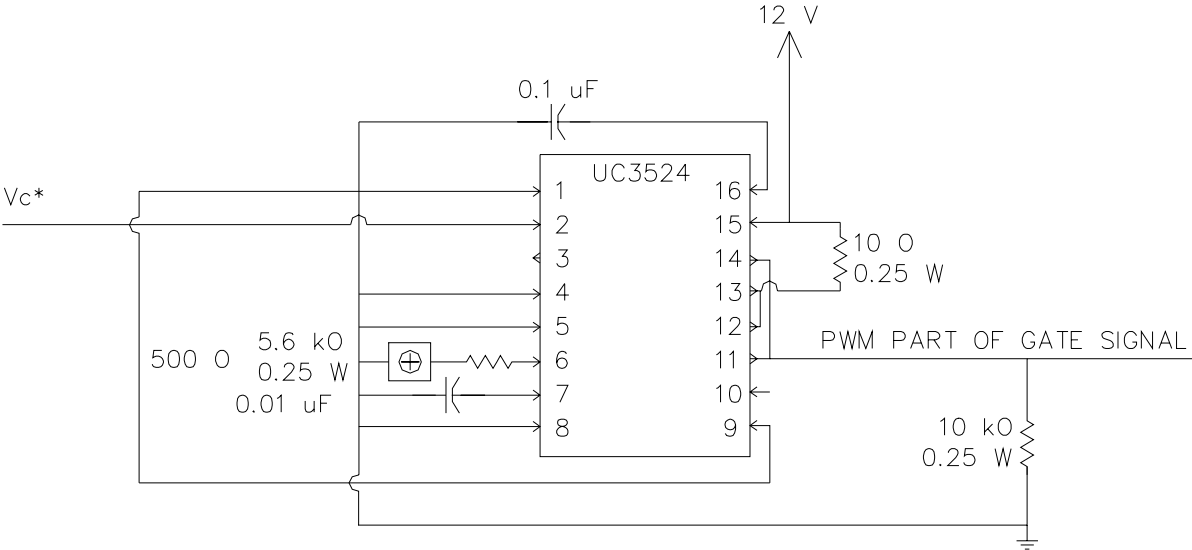 12 V
0.1 uF
UC3524
Vc*
1
2
3
4
5
6
7
8
16
15
14
13
12
11
10
9
10 O
0.25 W
PWM PART OF GATE SIGNAL
500 O
5.6 kO
0.25 W
0.01 uF
10 kO
0.25 W